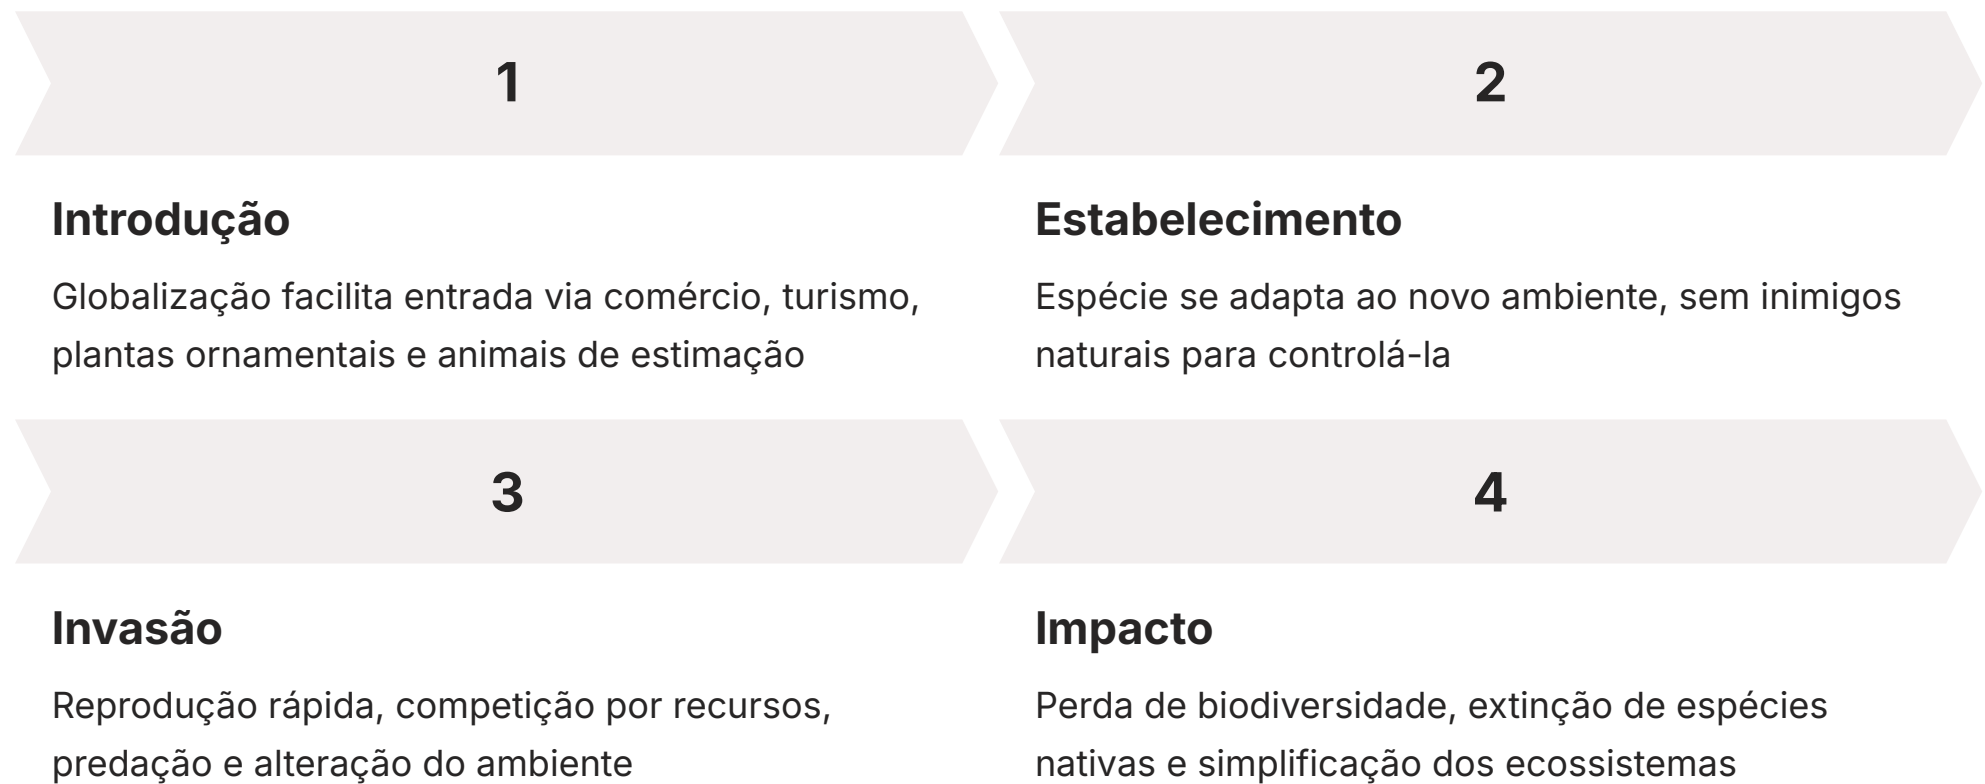 1
2
Introdução
Globalização facilita entrada via comércio, turismo,
plantas ornamentais e animais de estimação
Estabelecimento
Espécie se adapta ao novo ambiente, sem inimigos
naturais para controlá-la
3
4
Invasão
Reprodução rápida, competição por recursos,
predação e alteração do ambiente
Impacto
Perda de biodiversidade, extinção de espécies
nativas e simplificação dos ecossistemas